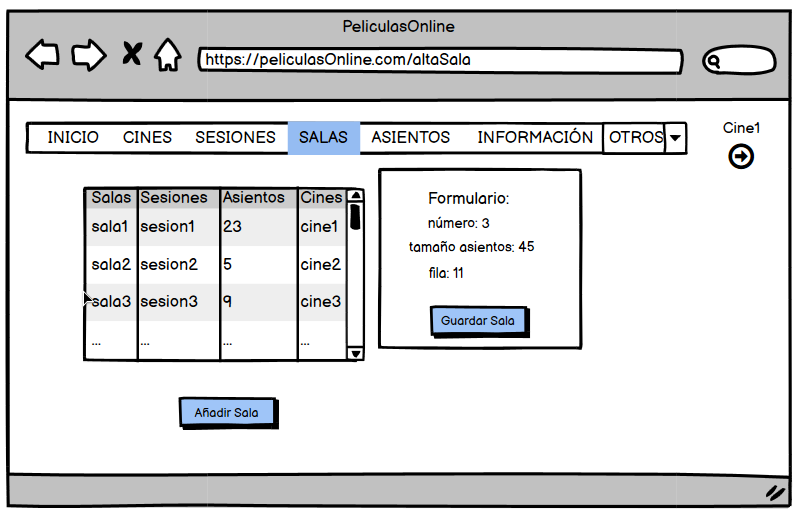 PeliculasOnline
https://peliculasOnline.com/altaSala
INICIO CINES SESIONES SALAS ASIENTOS INFORMACIÓN OTROS
Cine1
Salas Sesiones Asientos Cines
sala1 sesion1 23 cine1
sala2 sesion2 5 cine2
sala3 sesion3 9 cine3
... ... ... ...
Formulario:
número: 3
tamaño asientos: 45
fila: 11
Guardar Sala
Añadir Sala